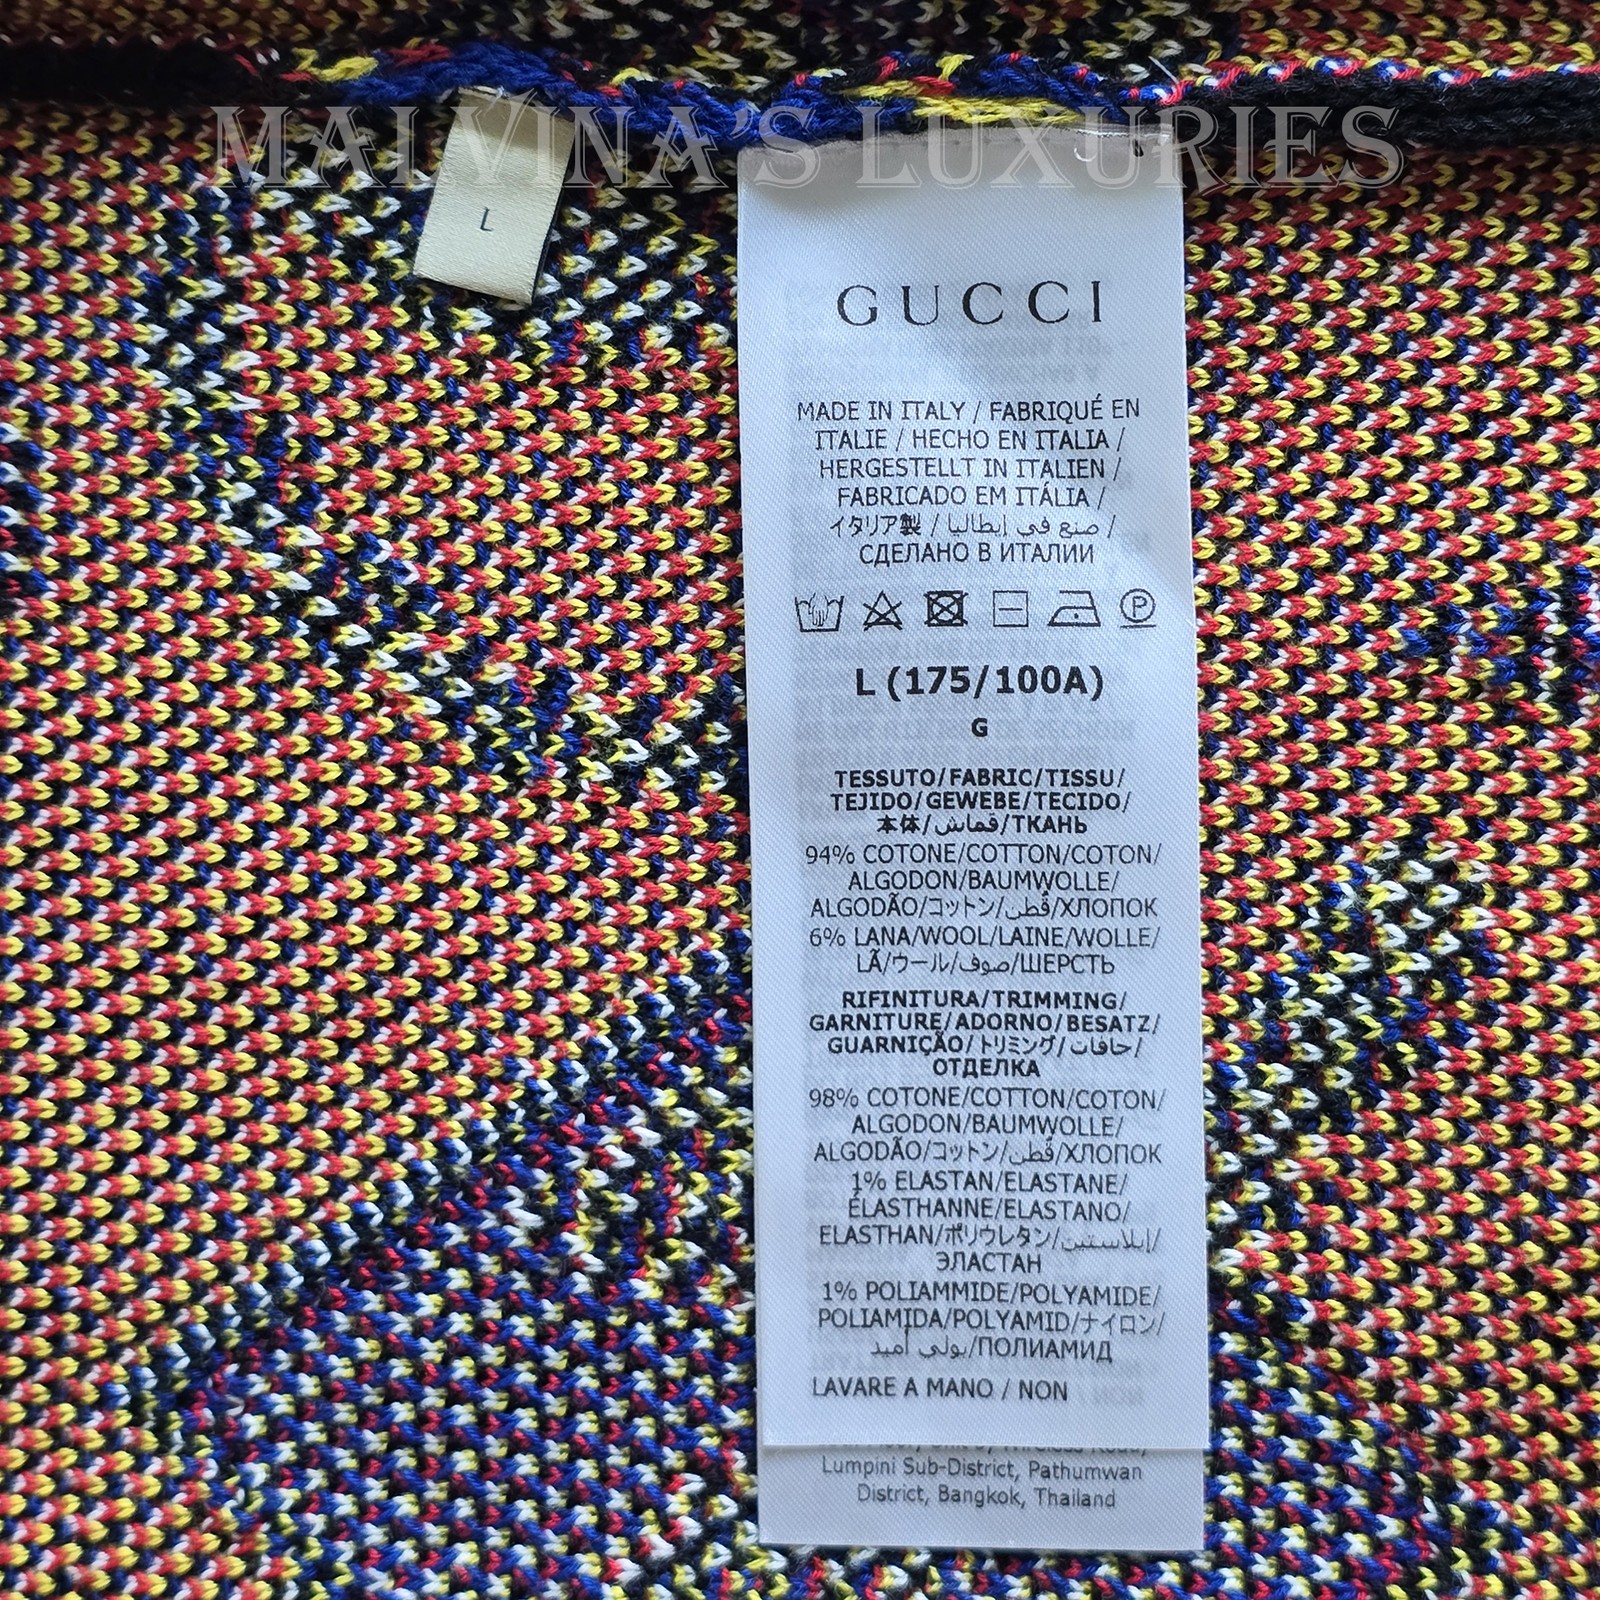 MALVINA'S LUXURIES
L
GUCCI
MADE IN ITALY / FABRIQUÉ EN
ITALIE / HECHO EN ITALIA /
HERGESTELLT IN ITALIEN /
FABRICADO EM ITÁLIA /
イタリア製 / صنع في إيطاليا /
СДЕЛАНО В ИТАЛИИ
P
L (175/100A)
G
TESSUTO/FABRIC/TISSU/
TEJIDO/GEWEBE/TECIDO/
本体/قماش/ТКАНЬ
94% COTONE/COTTON/COTON/
ALGODON/BAUMWOLLE/
ALGODÃO/コットン/قُطن/ХЛОПОК
6% LANA/WOOL/LAINE/WOLLE/
LÃ/ウール/صوف/ШЕРСТЬ
RIFINITURA/TRIMMING/
GARNITURE/ADORNO/BESATZ/
GUARNIÇÃO/トリミング/حافات/
ОТДЕЛКА
98% COTONE/COTTON/COTON/
ALGODON/BAUMWOLLE/
ALGODÃO/コットン/قُطن/ХЛОПОК
1% ELASTAN/ELASTANE/
ÉLASTHANNE/ELASTANO/
ELASTHAN/ポリウレタン/إيلاستين/
ЭЛАСТАН
1% POLIAMMIDE/POLYAMIDE/
POLIAMIDA/POLYAMID/ナイロン/
بولي أميد/ПОЛИАМИД
LAVARE A MANO / NON
Wireless Road,
Lumpini Sub-District, Pathumwan
District, Bangkok, Thailand